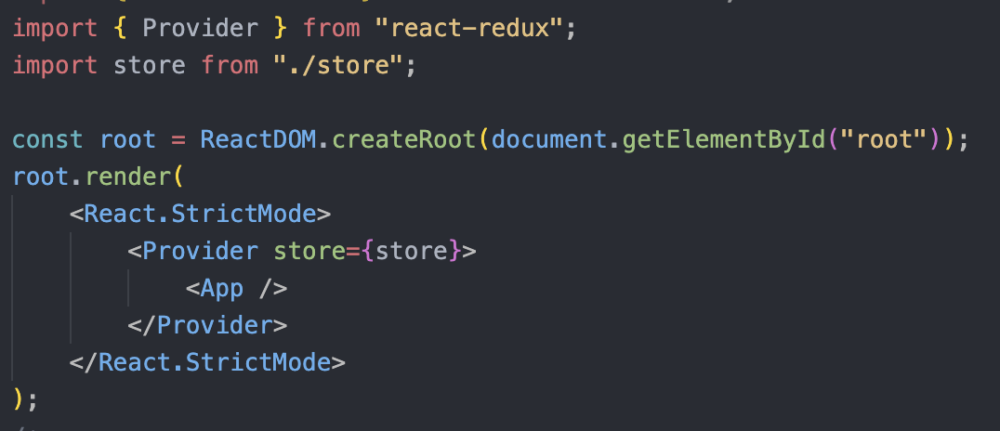 import { Provider } from "react-redux";
import store from "./store";
const root = ReactDOM.createRoot(document.getElementById("root"));
root.render(
<React.StrictMode>
<Provider store={store}>
<App />
</Provider>
</React.StrictMode>
);